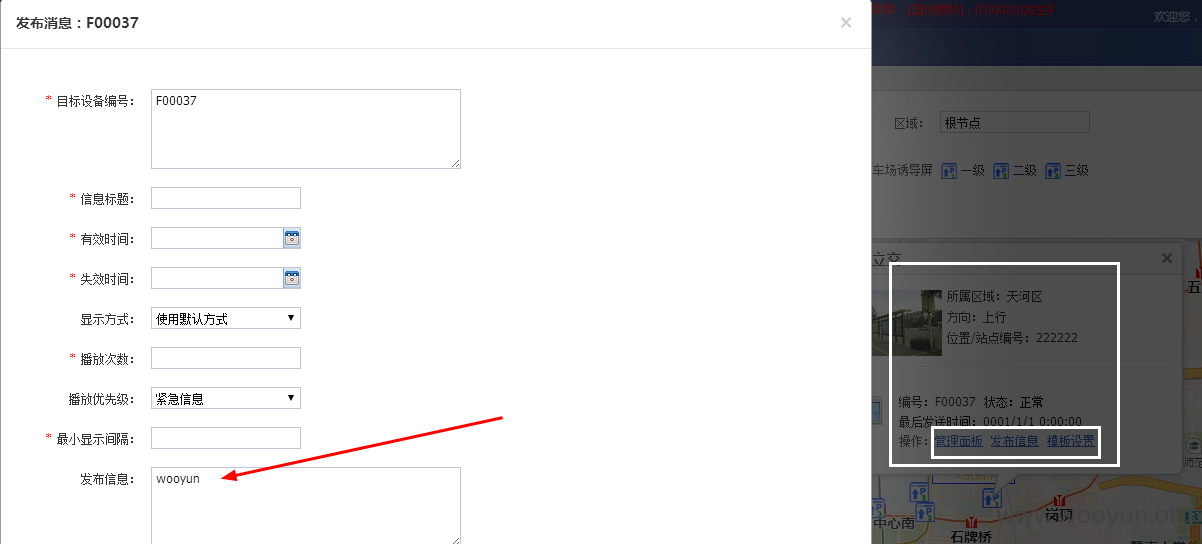 发布消息：F00037
×
* 目标设备编号：
F00037
* 信息标题：
* 有效时间：
* 失效时间：
显示方式：
使用默认方式
* 播放次数：
播放优先级：
紧急信息
* 最小显示间隔：
发布信息：
wooyun
欢迎您，
区域：
根节点
车场诱导屏 一级 二级 三级
立交
×
所属区域：天河区
方向：上行
位置/站点编号：222222
编号：F00037 状态：正常
最后发送时间：0001/1/1 0:00:00
操作：管理面板 发布信息 模板设置
五
师范
中心南
岗顶
石牌桥
www.wooyun.org